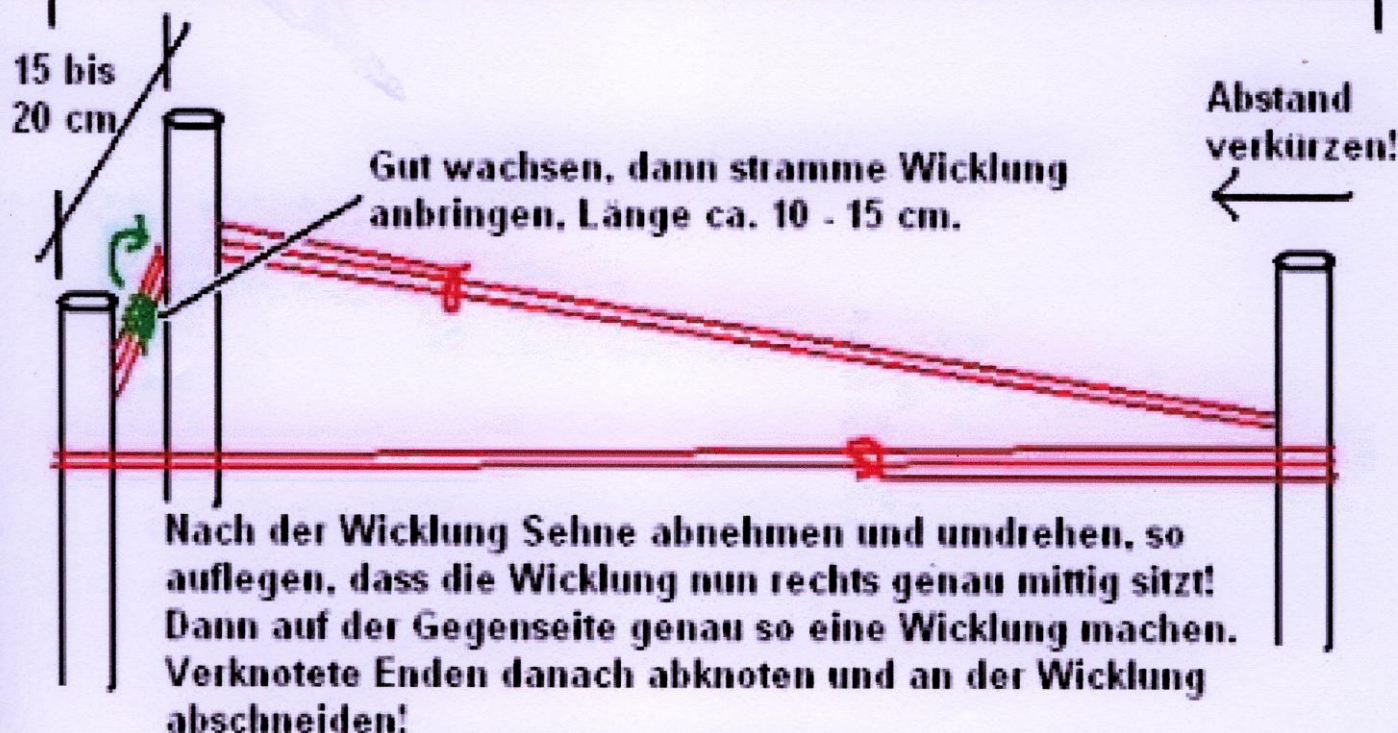 15 bis
20 cm
Abstand
verkürzen!
Gut wachsen, dann stramme Wicklung
anbringen, Länge ca. 10 - 15 cm.
Nach der Wicklung Sehne abnehmen und umdrehen, so
auflegen, dass die Wicklung nun rechts genau mittig sitzt!
Dann auf der Gegenseite genau so eine Wicklung machen.
Verknotete Enden danach abknoten und an der Wicklung
abschneiden!